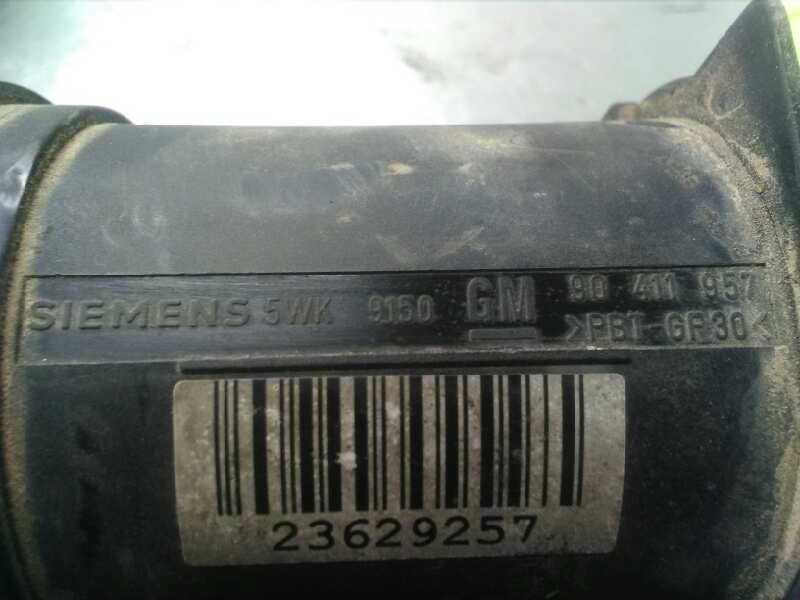 SIEMENS 5WK 9150 GM 90 411 957
>PBT-GF30<
23629257